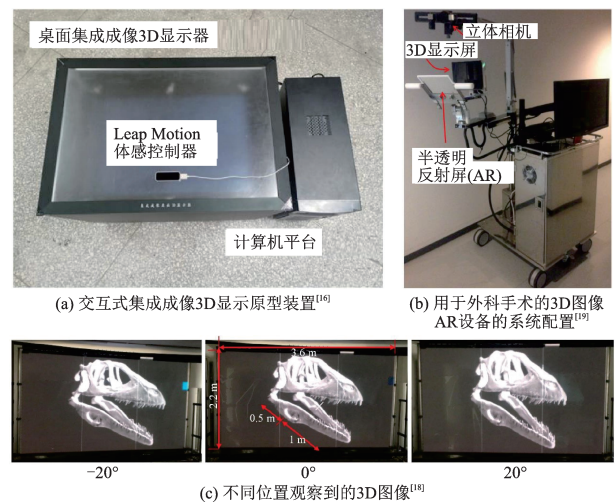 桌面集成成像3D显示器
Leap Motion
体感控制器
计算机平台
(a) 交互式集成成像3D显示原型装置[16]
立体相机
3D显示屏
半透明
反射屏(AR)
(b) 用于外科手术的3D图像
AR设备的系统配置[19]
3.6 m
2.2 m
0.5 m
1 m
−20°
0°
20°
(c) 不同位置观察到的3D图像[18]